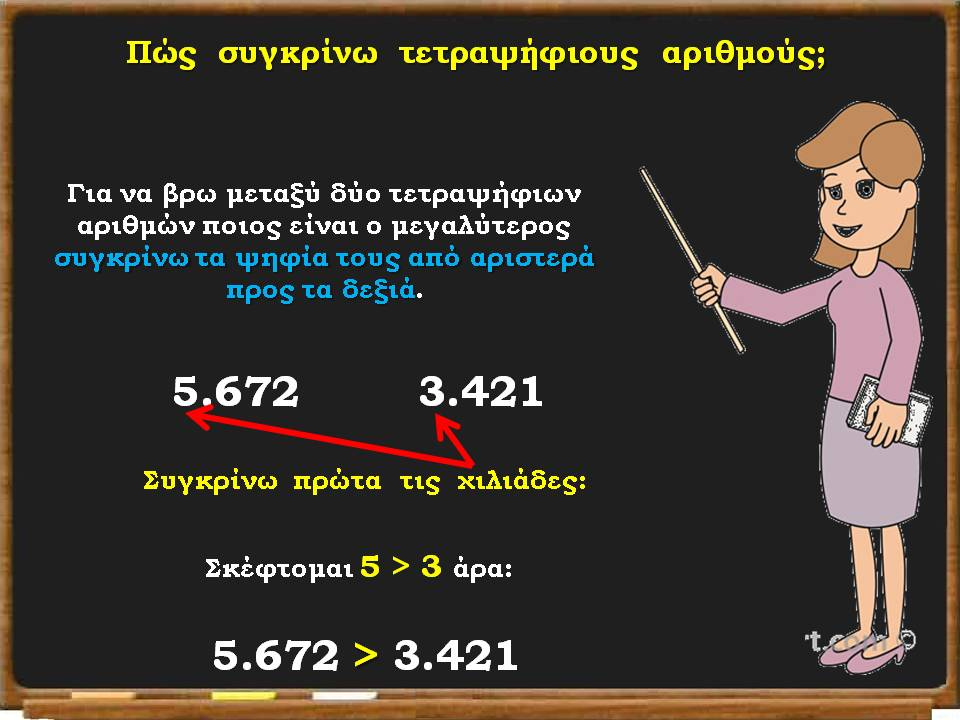 Πώς συγκρίνω τετραψήφιους αριθμούς;
Για να βρω μεταξύ δύο τετραψήφιων
αριθμών ποιος είναι ο μεγαλύτερος
συγκρίνω τα ψηφία τους από αριστερά
προς τα δεξιά.
5.672 3.421
Συγκρίνω πρώτα τις χιλιάδες:
Σκέφτομαι 5 > 3 άρα:
5.672 > 3.421